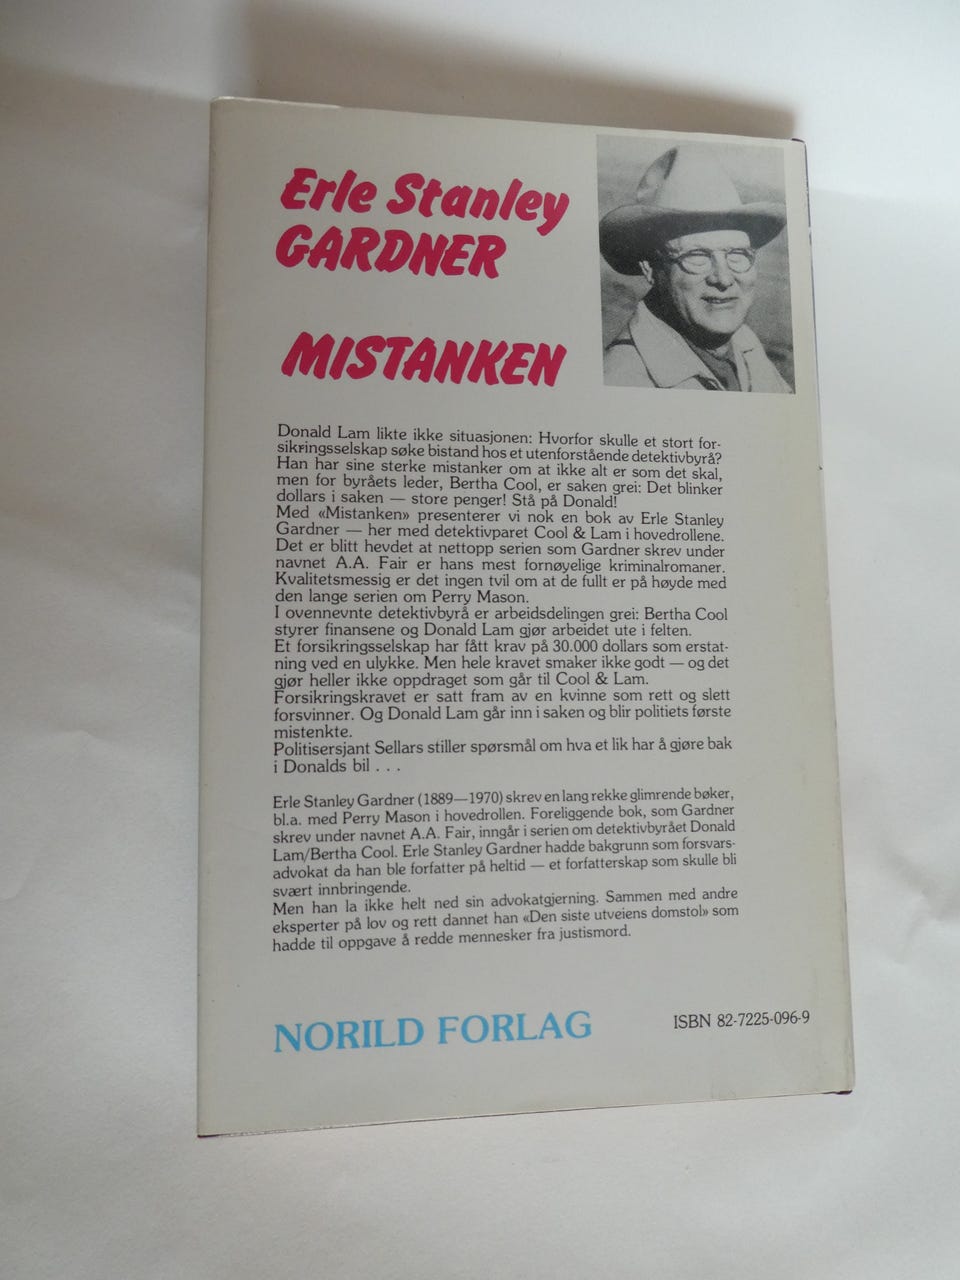 Erle Stanley
GARDNER
MISTANKEN
Donald Lam likte ikke situasjonen: Hvorfor skulle et stort for-
sikringsselskap søke bistand hos et utenforstående detektivbyrå?
Han har sine sterke mistanker om at ikke alt er som det skal,
men for byråets leder, Bertha Cool, er saken grei: Det blinker
dollars i saken — store penger! Stå på Donald!
Med «Mistanken» presenterer vi nok en bok av Erle Stanley
Gardner — her med detektivparet Cool & Lam i hovedrollene.
Det er blitt hevdet at nettopp serien som Gardner skrev under
navnet A.A. Fair er hans mest fornøyelige kriminalromaner.
Kvalitetsmessig er det ingen tvil om at de fullt er på høyde med
den lange serien om Perry Mason.
I ovennevnte detektivbyrå er arbeidsdelingen grei: Bertha Cool
styrer finansene og Donald Lam gjør arbeidet ute i felten.
Et forsikringsselskap har fått krav på 30.000 dollars som erstat-
ning ved en ulykke. Men hele kravet smaker ikke godt — og det
gjør heller ikke oppdraget som går til Cool & Lam.
Forsikringskravet er satt fram av en kvinne som rett og slett
forsvinner. Og Donald Lam går inn i saken og blir politiets første
mistenkte.
Politisersjant Sellars stiller spørsmål om hva et lik har å gjøre bak
i Donalds bil . . .
Erle Stanley Gardner (1889—1970) skrev en lang rekke glimrende bøker,
bl.a. med Perry Mason i hovedrollen. Foreliggende bok, som Gardner
skrev under navnet A.A. Fair, inngår i serien om detektivbyrået Donald
Lam/Bertha Cool. Erle Stanley Gardner hadde bakgrunn som forsvars-
advokat da han ble forfatter på heltid — et forfatterskap som skulle bli
svært innbringende.
Men han la ikke helt ned sin advokatgjerning. Sammen med andre
eksperter på lov og rett dannet han «Den siste utveiens domstol» som
hadde til oppgave å redde mennesker fra justismord.
NORILD FORLAG
ISBN 82-7225-096-9